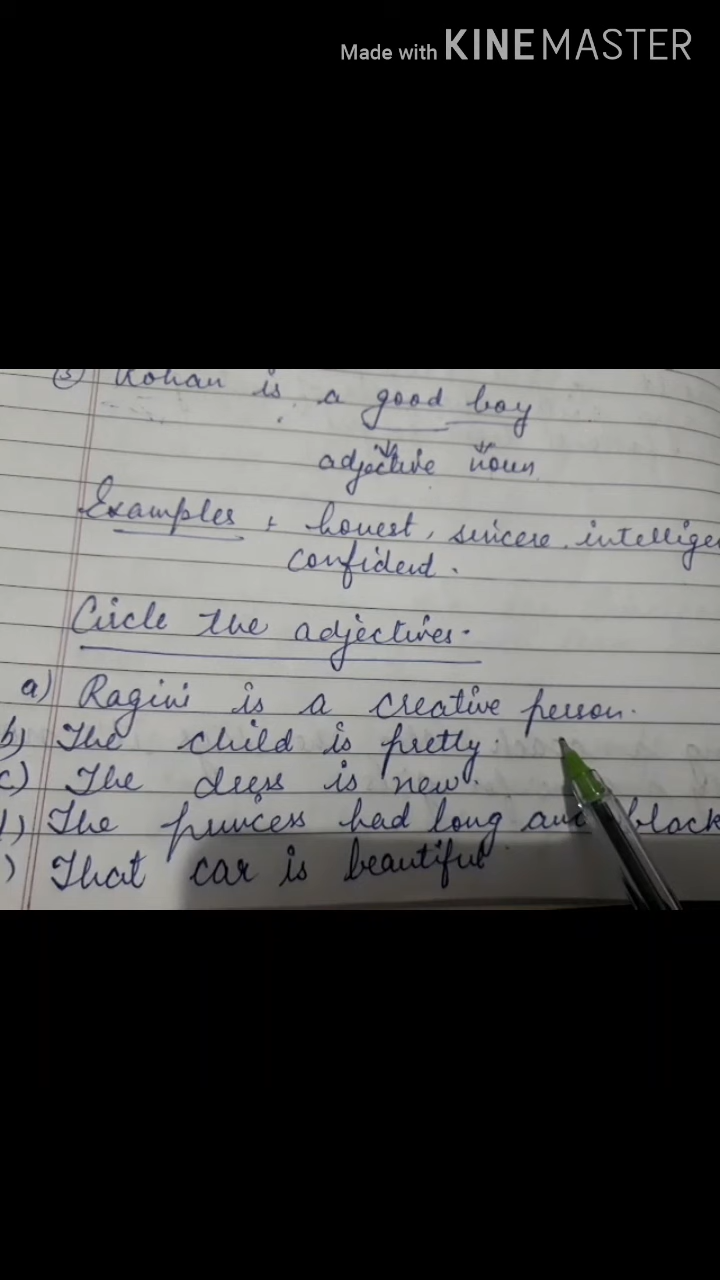 Made with KINEMASTER
③ Rohan is a good boy
adjective noun
Examples + honest, sincere, intellige
confident.
Circle the adjectives.
a) Ragini is a creative person.
b) The child is pretty.
c) The dress is new.
d) The princess had long and black
) That car is beautiful